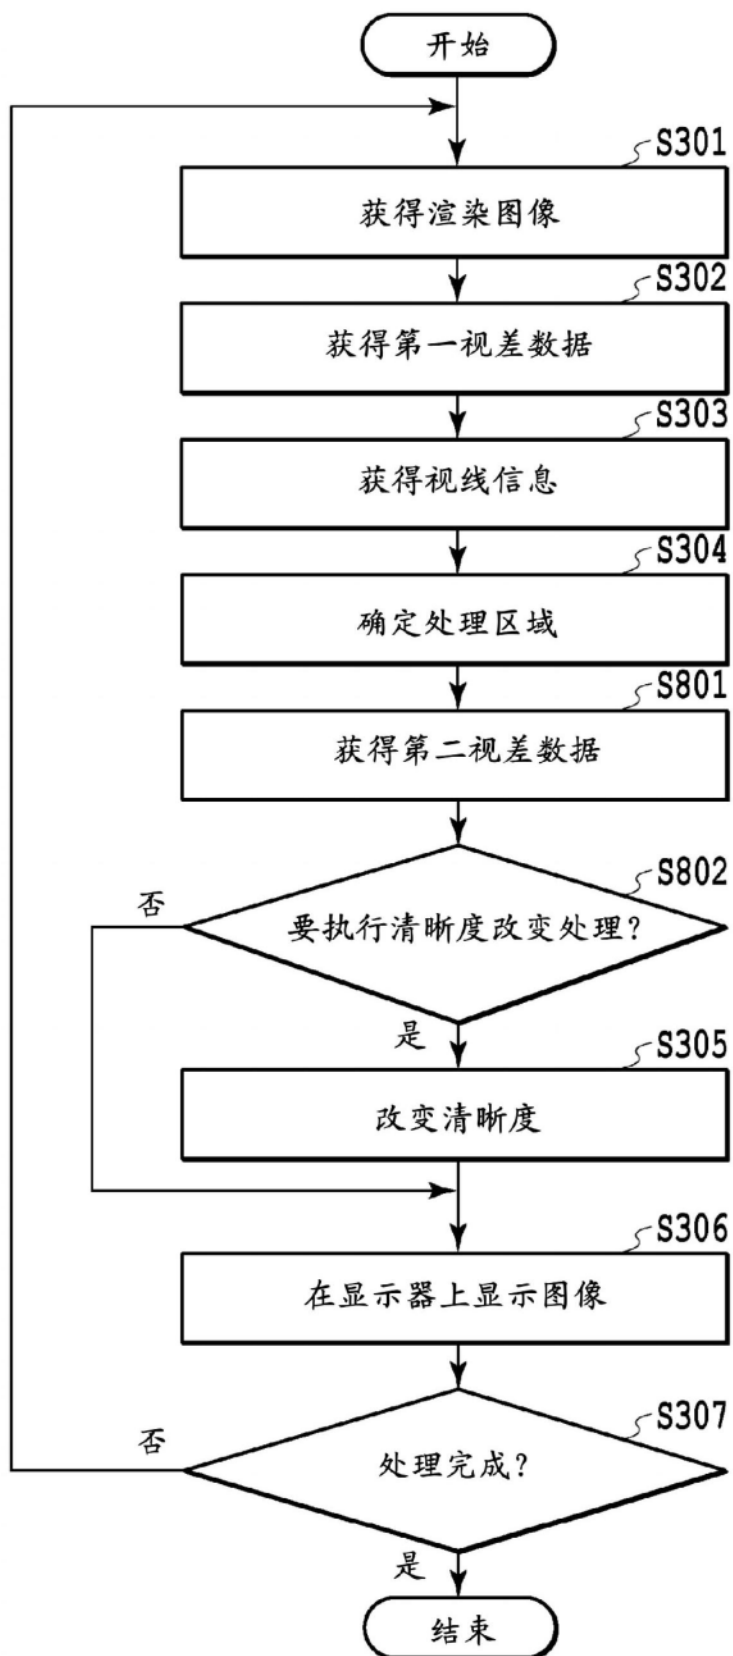 开始
S301
获得渲染图像
S302
获得第一视差数据
S303
获得视线信息
S304
确定处理区域
S801
获得第二视差数据
S802
否
要执行清晰度改变处理?
是
S305
改变清晰度
S306
在显示器上显示图像
S307
否
处理完成?
是
结束